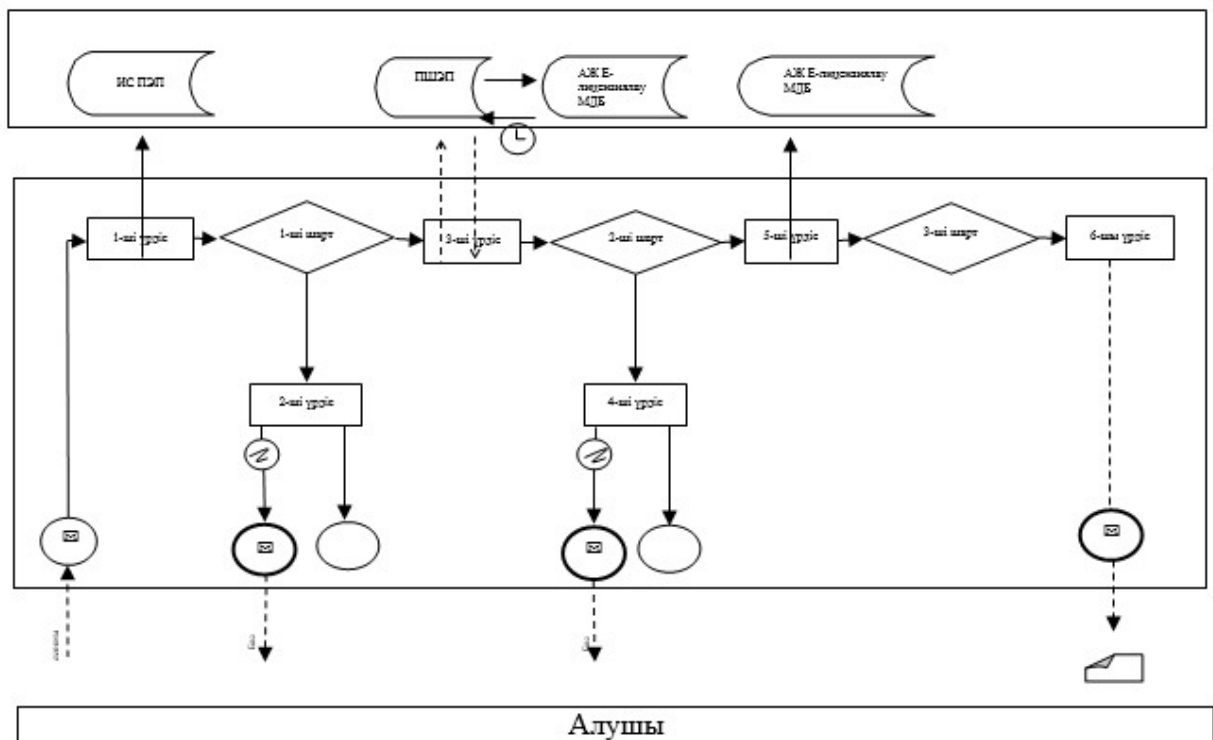 ИС ПЭП
ПШЭП
АЖ Е-
лицензиялау
МДБ
АЖ Е-лицензиялау
МДБ
1-ші үрдіс
1-ші шарт
3-ші үрдіс
2-ші шарт
5-ші үрдіс
3-ші шарт
6-шы үрдіс
2-ші үрдіс
4-ші үрдіс
Алушы